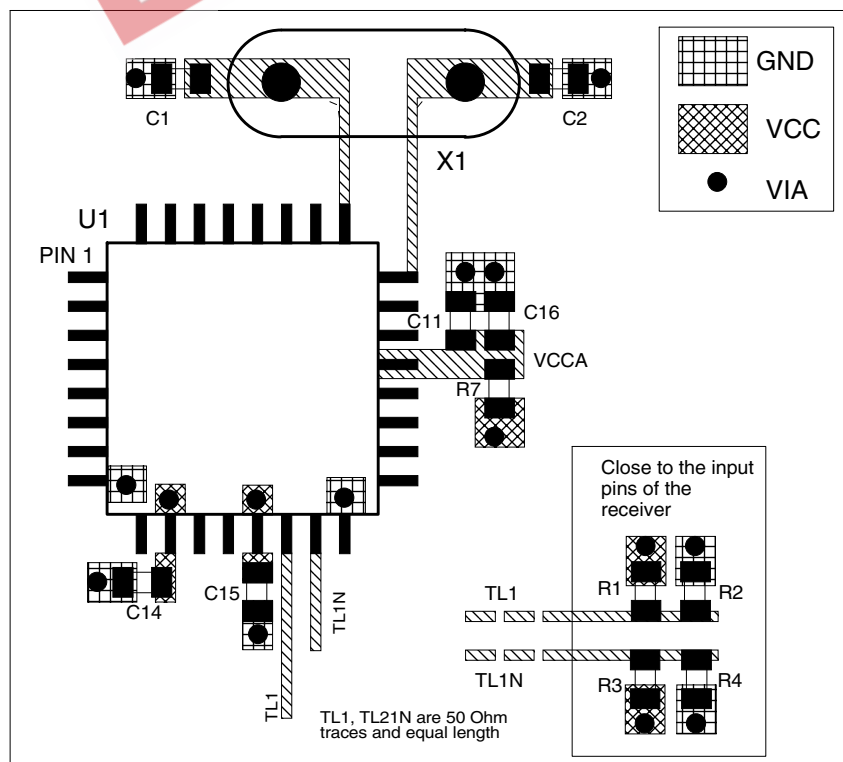 GND
VCC
VIA
C1
C2
X1
U1
PIN 1
C11
C16
VCCA
R7
Close to the input
pins of the
receiver
R1
R2
TL1
TL1N
R3
R4
C14
C15
TL1
TL1N
TL1, TL21N are 50 Ohm
traces and equal length